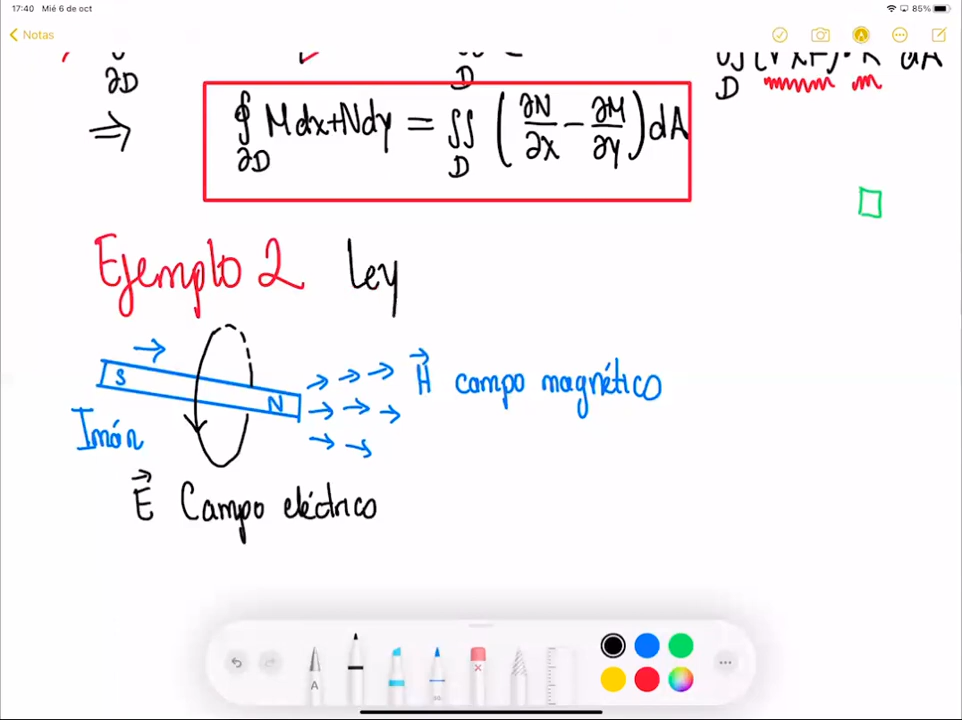 17:40 Mié 6 de oct 85%
Notas
∂D D D
⇒ ∮ Mdx+Ndy = ∬ (∂N/∂x − ∂M/∂y) dA
∂D D
Ejemplo 2 Ley
S N
H campo magnético
Imán
E Campo eléctrico
A